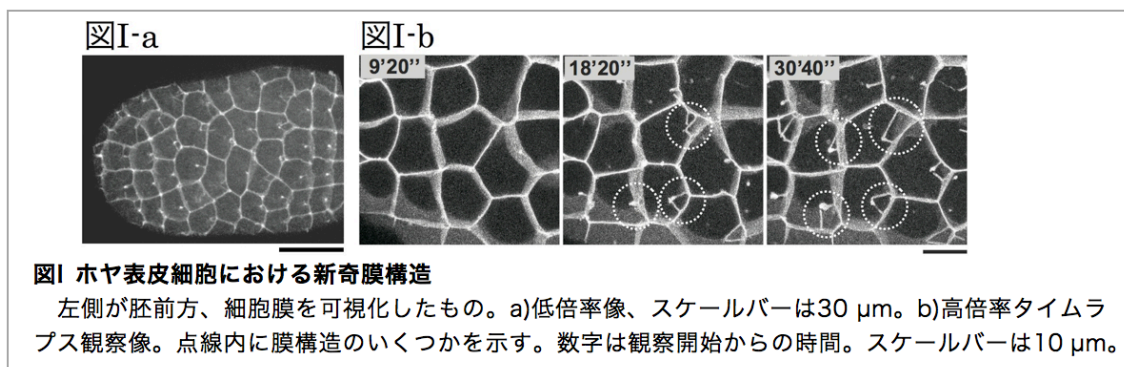 図I-a
図I-b
9'20''
18'20''
30'40''
図I ホヤ表皮細胞における新奇膜構造
左側が胚前方、細胞膜を可視化したもの。a)低倍率像、スケールバーは30 µm。b)高倍率タイムラ
プス観察像。点線内に膜構造のいくつかを示す。数字は観察開始からの時間。スケールバーは10 µm。